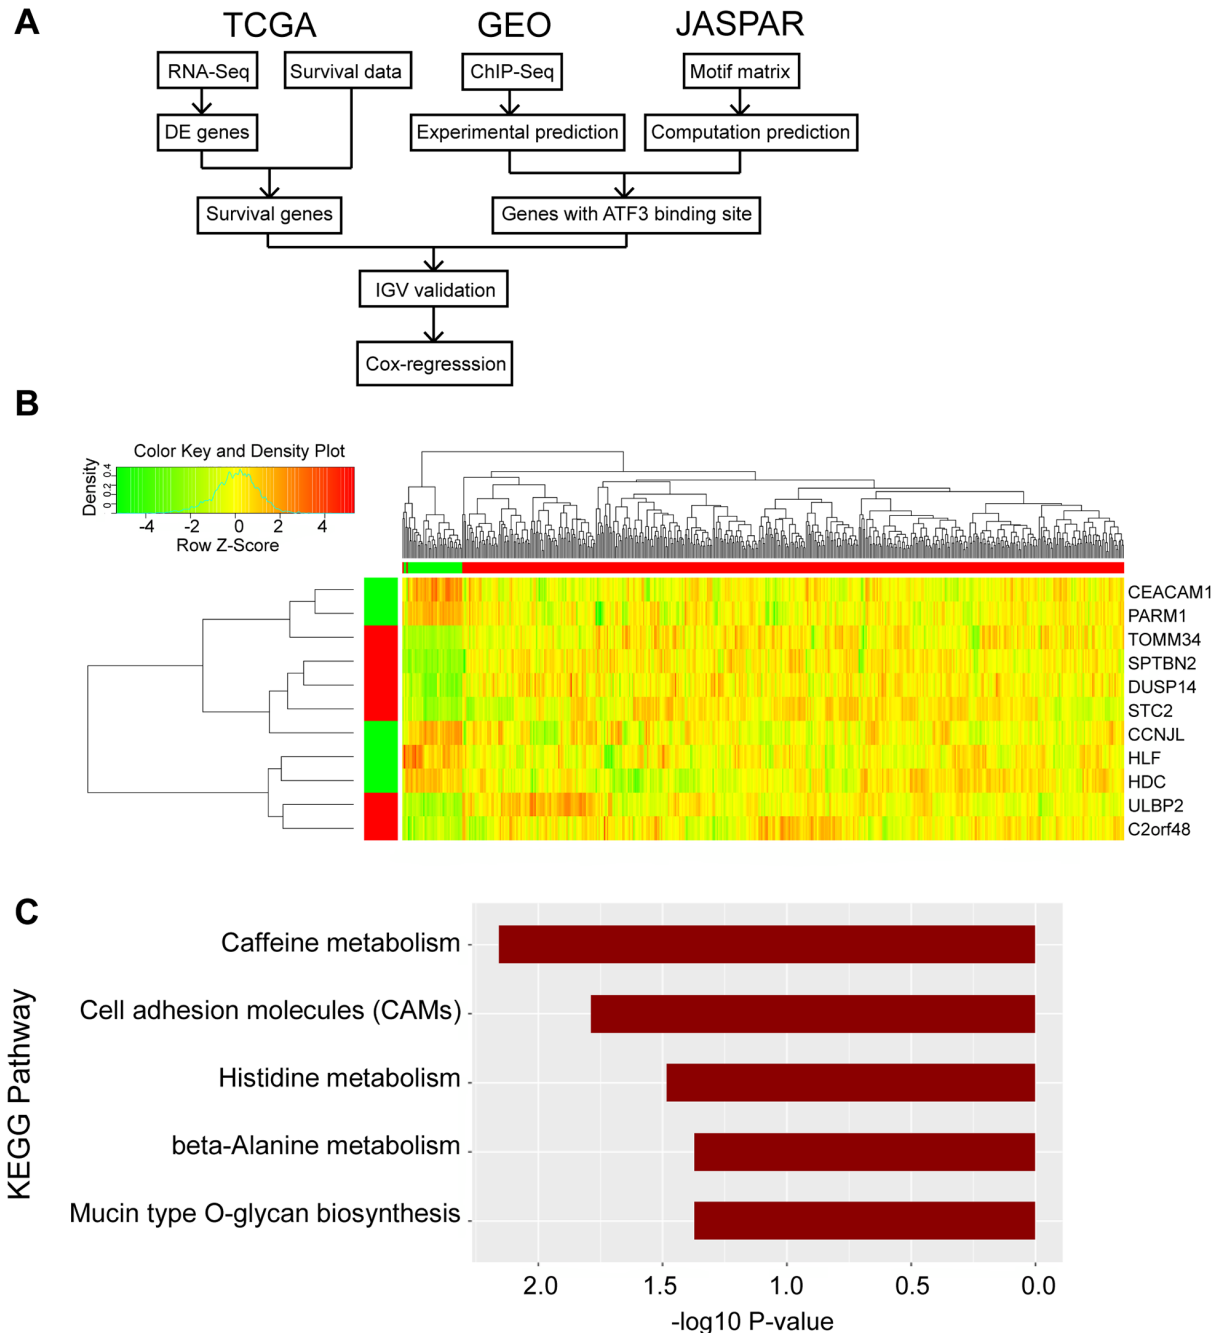 A
TCGA GEO JASPAR
RNA-Seq Survival data ChIP-Seq Motif matrix
DE genes Experimental prediction Computation prediction
Survival genes Genes with ATF3 binding site
IGV validation
Cox-regresssion
B
Color Key and Density Plot
Density
0.0 0.2 0.4
-4 -2 0 2 4
Row Z-Score
CEACAM1
PARM1
TOMM34
SPTBN2
DUSP14
STC2
CCNJL
HLF
HDC
ULBP2
C2orf48
C
KEGG Pathway
Caffeine metabolism
Cell adhesion molecules (CAMs)
Histidine metabolism
beta-Alanine metabolism
Mucin type O-glycan biosynthesis
2.0 1.5 1.0 0.5 0.0
-log10 P-value